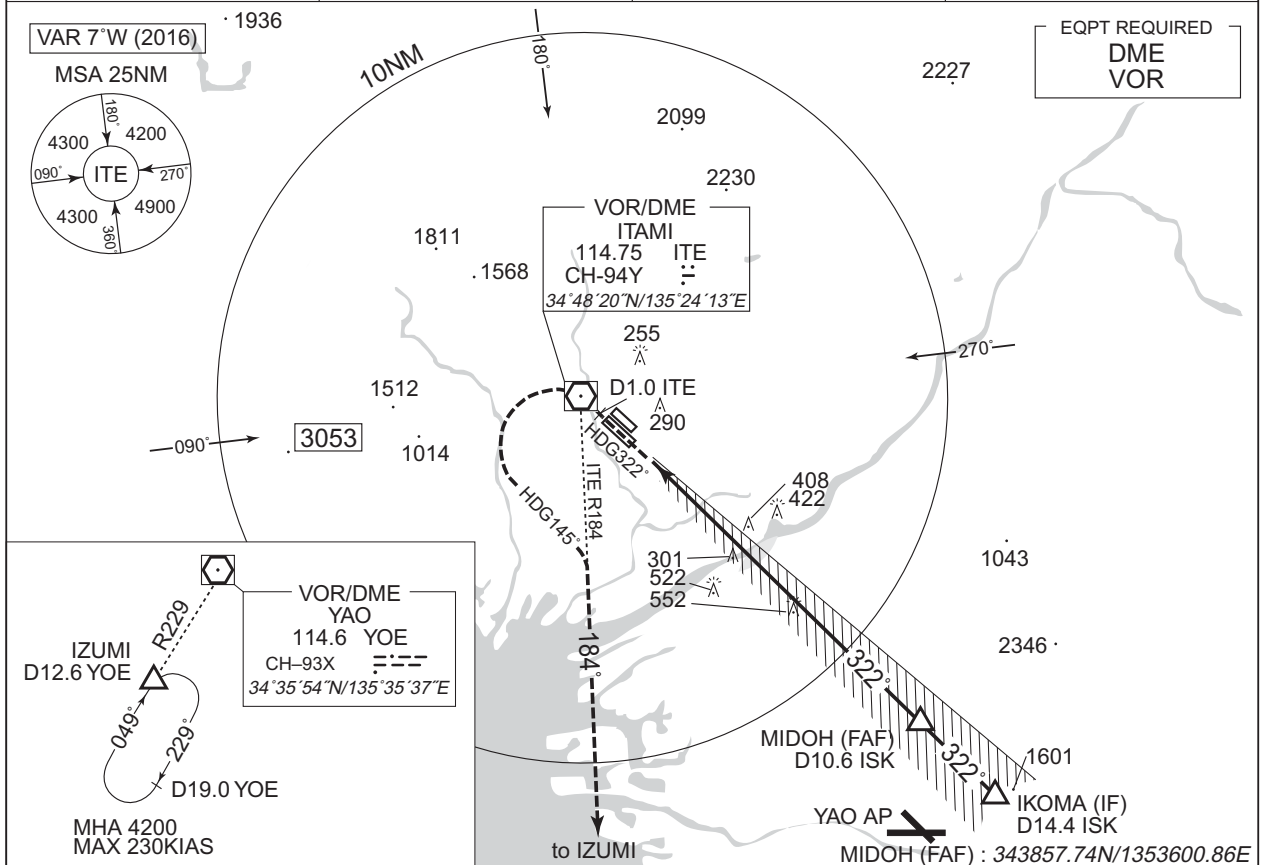 1936
VAR 7°W (2016)
MSA 25NM
180°
4300
4200
090°
ITE
270°
4300
4900
360°
10NM
180°
EQPT REQUIRED
DME
VOR
2227
2099
2230
VOR/DME
ITAMI
114.75 ITE
CH-94Y
34°48´20˝N/135°24´13˝E
1811
1568
255
270°
D1.0 ITE
290
1512
090°
3053
1014
HDG322°
ITE R184
HDG145°
408
422
301
522
552
1043
2346
184°
322°
MIDOH (FAF)
D10.6 ISK
322°
1601
IKOMA (IF)
D14.4 ISK
YAO AP
to IZUMI
MIDOH (FAF) : 343857.74N/1353600.86E
VOR/DME
YAO
114.6 YOE
CH–93X
34°35´54˝N/135°35´37˝E
R229
IZUMI
D12.6 YOE
049°
229°
D19.0 YOE
MHA 4200
MAX 230KIAS